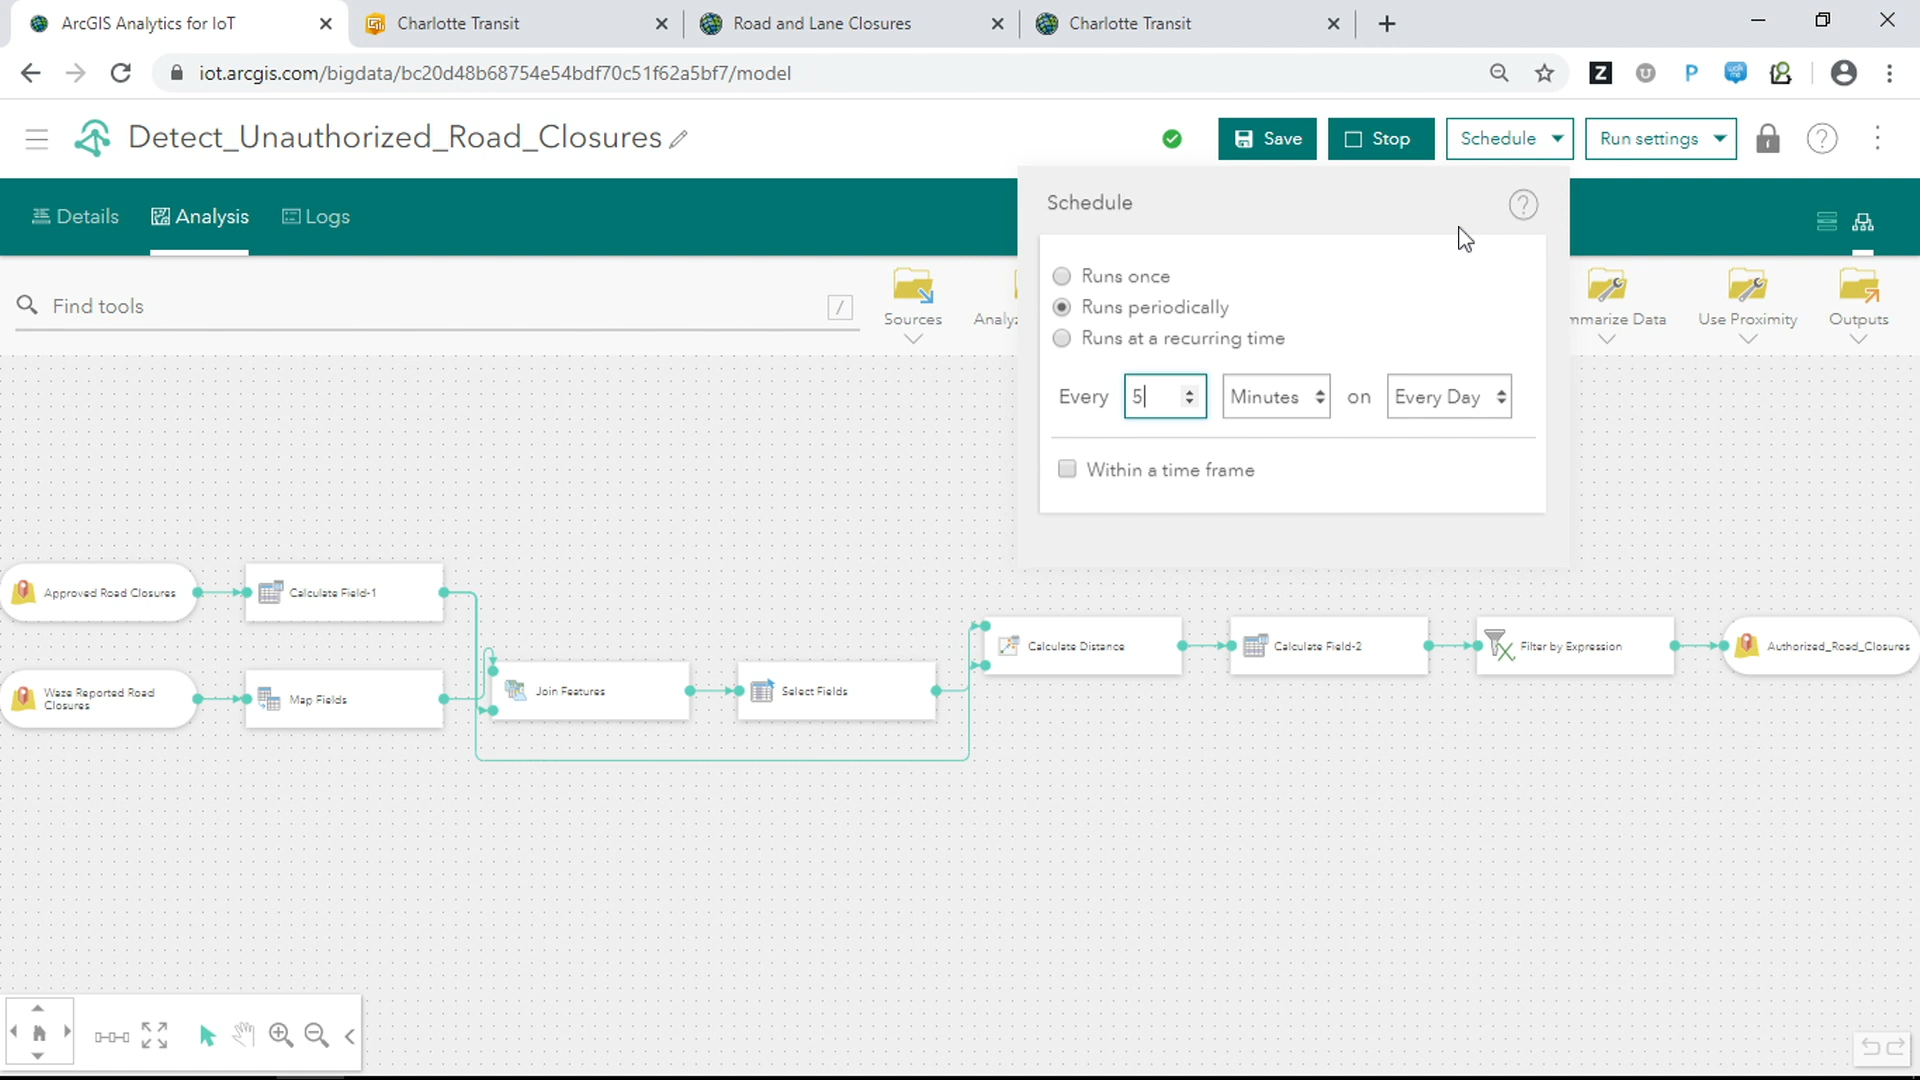 ArcGIS Analytics for IoT
Charlotte Transit
Road and Lane Closures
Charlotte Transit
iot.arcgis.com/bigdata/bc20d48b68754e54bdf70c51f62a5bf7/model
Detect_Unauthorized_Road_Closures
Save
Stop
Schedule
Run settings
Details
Analysis
Logs
Schedule
Runs once
Runs periodically
Runs at a recurring time
Every 5 Minutes on Every Day
Within a time frame
Find tools /
Sources
Analyz
mmarize Data
Use Proximity
Outputs
Approved Road Closures
Calculate Field-1
Waze Reported Road
Closures
Map Fields
Join Features
Select Fields
Calculate Distance
Calculate Field-2
Filter by Expression
Authorized_Road_Closures